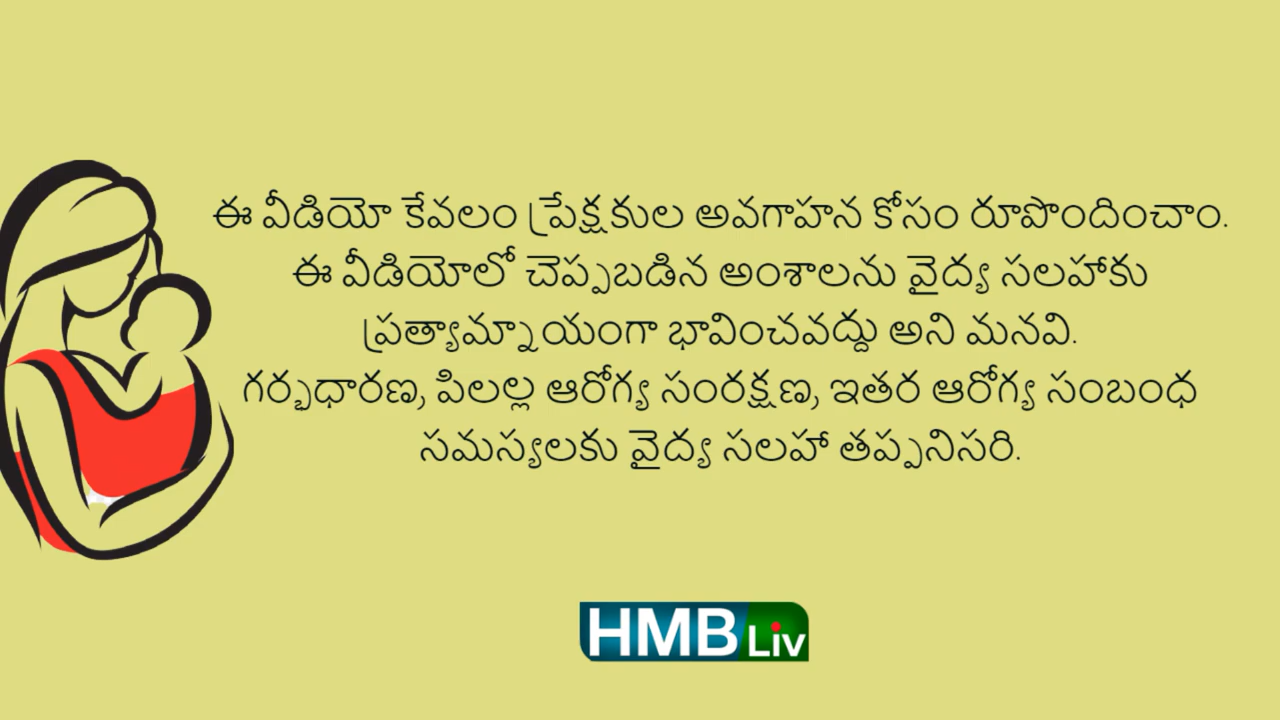 ఈ వీడియో కేవలం ప్రేక్షకుల అవగాహన కోసం రూపొందించాం.
ఈ వీడియోలో చెప్పబడిన అంశాలను వైద్య సలహాకు
ప్రత్యామ్నాయంగా భావించవద్దు అని మనవి.
గర్భధారణ, పిలల్ల ఆరోగ్య సంరక్షణ, ఇతర ఆరోగ్య సంబంధ
సమస్యలకు వైద్య సలహా తప్పనిసరి.
HMB Liv